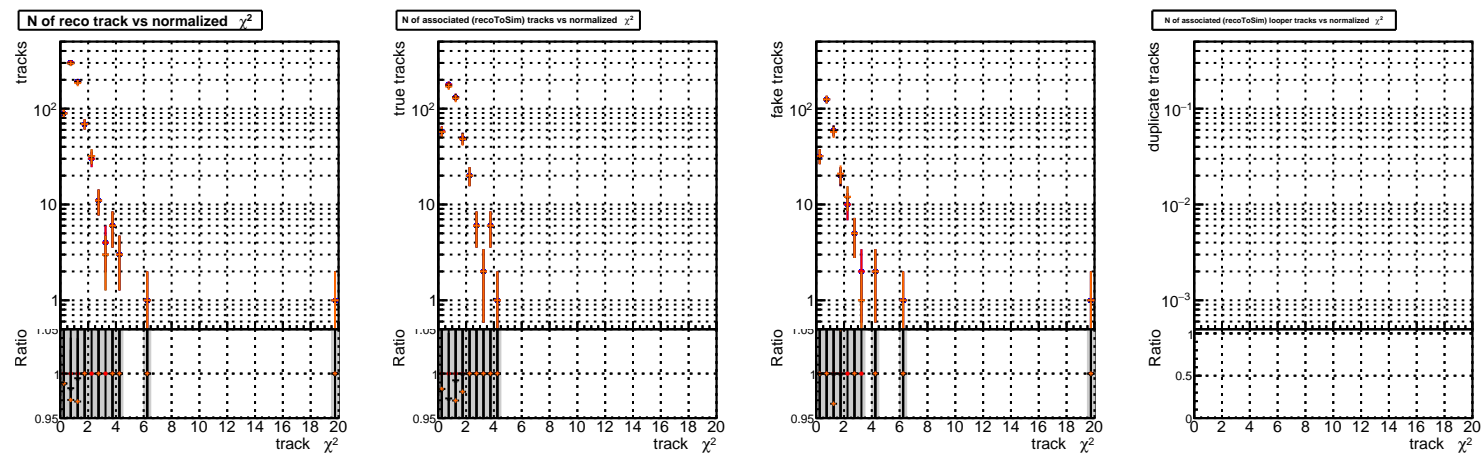 N of reco track vs normalized χ²
tracks
10²
10
1
Ratio
1.05
1
0.95
0 2 4 6 8 10 12 14 16 18 20
track χ²
N of associated (recoToSim) tracks vs normalized χ²
true tracks
10²
10
1
Ratio
1.05
1
0.95
0 2 4 6 8 10 12 14 16 18 20
track χ²
fake tracks
10²
10
1
Ratio
1.05
1
0.95
0 2 4 6 8 10 12 14 16 18 20
track χ²
N of associated (recoToSim) looper tracks vs normalized χ²
duplicate tracks
10⁻¹
10⁻²
10⁻³
Ratio
1
0.5
0
0 2 4 6 8 10 12 14 16 18 20
track χ²